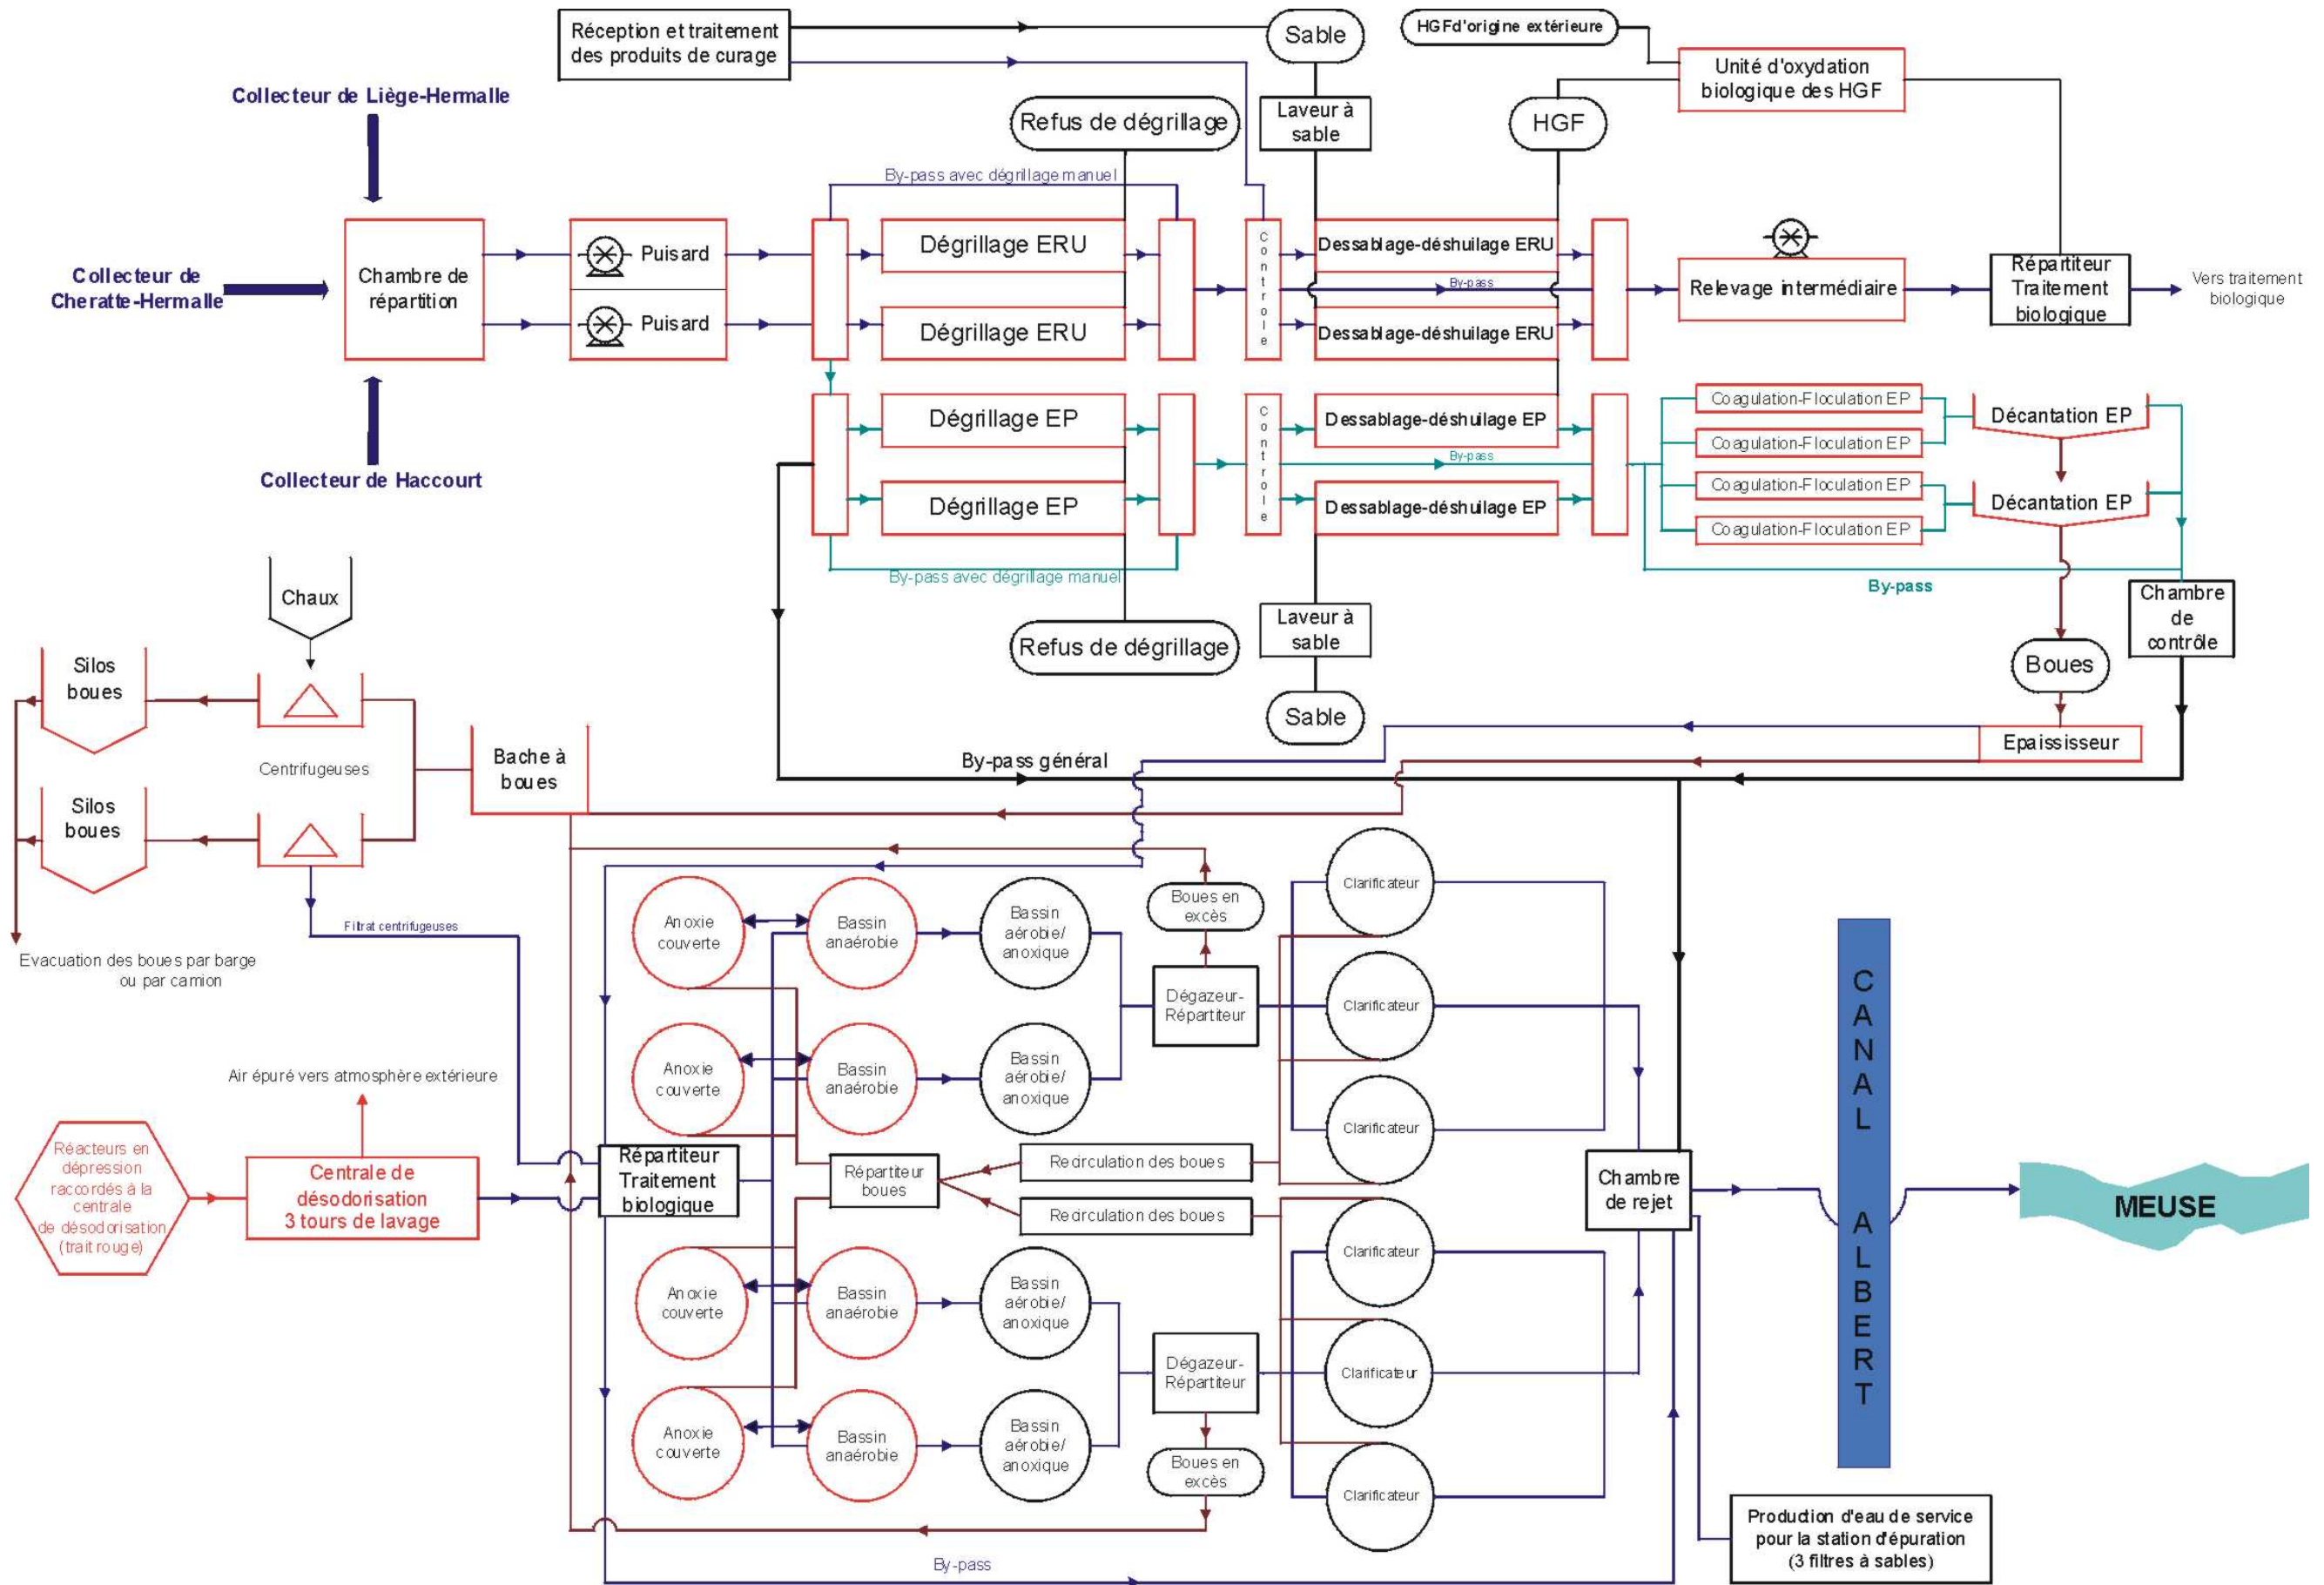 Réception et traitement
des produits de curage
Sable
HGFd'origine extérieure
Unité d'oxydation
biologique des HGF
Collecteur de Liège-Hermalle
Refus de dégrillage
Laveur à
sable
HGF
By-pass avec dégrillage manuel
Collecteur de
Cheratte-Hermalle
Chambre de
répartition
Puisard
Puisard
Dégrillage ERU
Dégrillage ERU
Controle
Dessablage-déshuilage ERU
By-pass
Dessablage-déshuilage ERU
Relevage intermédiaire
Répartiteur
Traitement
biologique
Vers traitement
biologique
Collecteur de Haccourt
Dégrillage EP
Dégrillage EP
By-pass avec dégrillage manuel
Controle
Dessablage-déshuilage EP
By-pass
Dessablage-déshuilage EP
Coagulation-Floculation EP
Coagulation-Floculation EP
Coagulation-Floculation EP
Coagulation-Floculation EP
Décantation EP
Décantation EP
By-pass
Chambre
de
contrôle
Chaux
Refus de dégrillage
Laveur à
sable
Sable
Boues
Epaississeur
Silos
boues
Centrifugeuses
Silos
boues
Bache à
boues
By-pass général
Filtrat centrifugeuses
Evacuation des boues par barge
ou par camion
Anoxie
couverte
Bassin
anaérobie
Bassin
aérobie/
anoxique
Boues en
excès
Dégazeur-
Répartiteur
Clarificateur
Clarificateur
Clarificateur
Anoxie
couverte
Bassin
anaérobie
Bassin
aérobie/
anoxique
Air épuré vers atmosphère extérieure
Réacteurs en
dépression
raccordés à la
centrale
de désodorisation
(trait rouge)
Centrale de
désodorisation
3 tours de lavage
Répartiteur
Traitement
biologique
Répartiteur
boues
Recirculation des boues
Recirculation des boues
Chambre
de rejet
CANAL ALBERT
MEUSE
Anoxie
couverte
Bassin
anaérobie
Bassin
aérobie/
anoxique
Dégazeur-
Répartiteur
Clarificateur
Clarificateur
Clarificateur
Anoxie
couverte
Bassin
anaérobie
Bassin
aérobie/
anoxique
Boues en
excès
By-pass
Production d'eau de service
pour la station d'épuration
(3 filtres à sables)